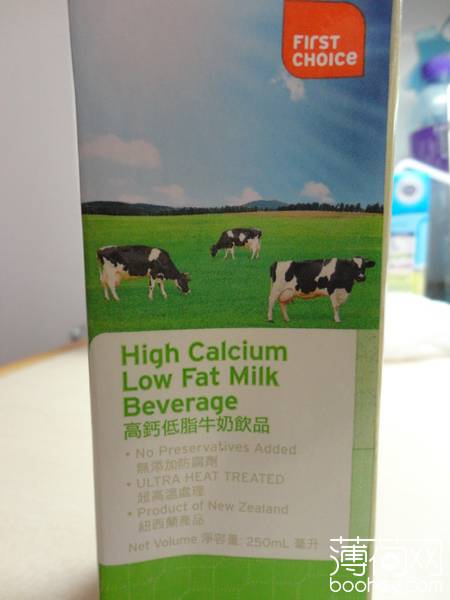 FIRST
CHOICE
High Calcium
Low Fat Milk
Beverage
高鈣低脂牛奶飲品
• No Preservatives Added
無添加防腐劑
• ULTRA HEAT TREATED
超高溫處理
• Product of New Zealand
紐西蘭產品
Net Volume 淨容量: 250mL 毫升
薄荷网
boohee.com